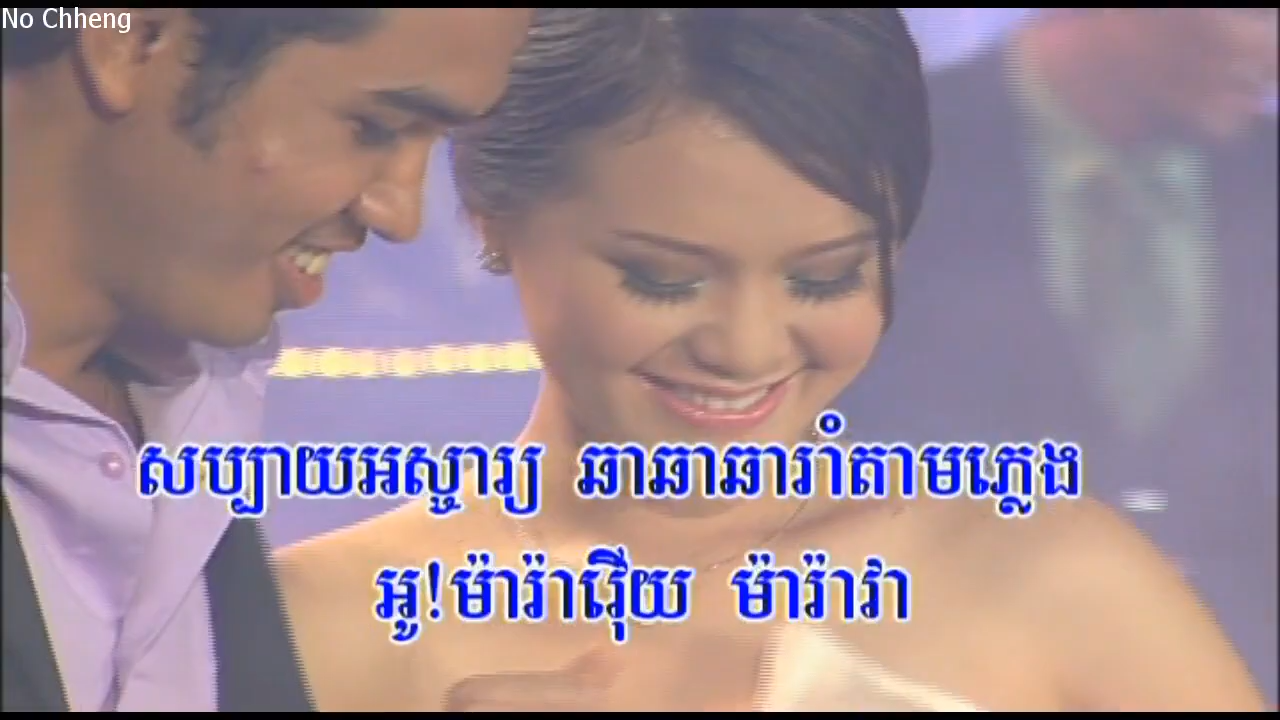 No Chheng
សប្បាយអស្ចារ្យ ឆាឆាឆារាំតាមភ្លេង
អូ!ម៉ារ៉ាវ៉ើយ ម៉ារ៉ាវា